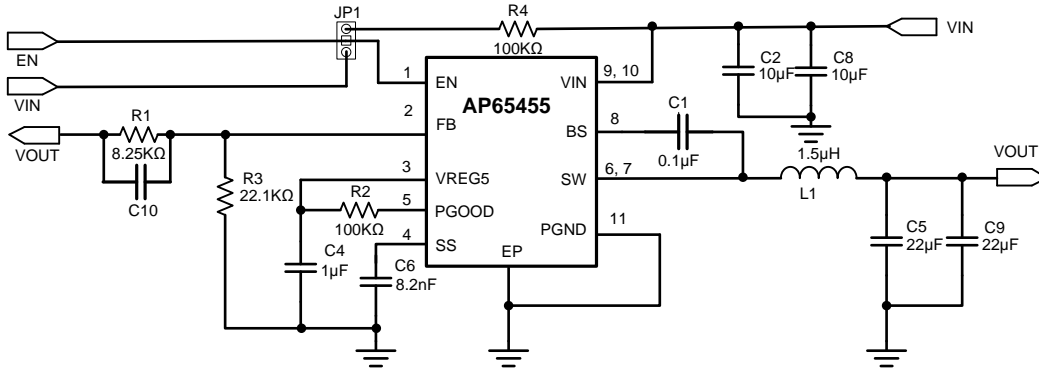 JP1
R4
100KΩ
EN
VIN
VIN
C2
10µF
C8
10µF
1
EN
VIN
9, 10
AP65455
2
FB
BS
8
C1
0.1µF
R1
8.25KΩ
VOUT
C10
R3
22.1KΩ
3
VREG5
SW
6, 7
1.5µH
L1
VOUT
R2
100KΩ
5
PGOOD
4
SS
PGND
11
EP
C4
1µF
C6
8.2nF
C5
22µF
C9
22µF